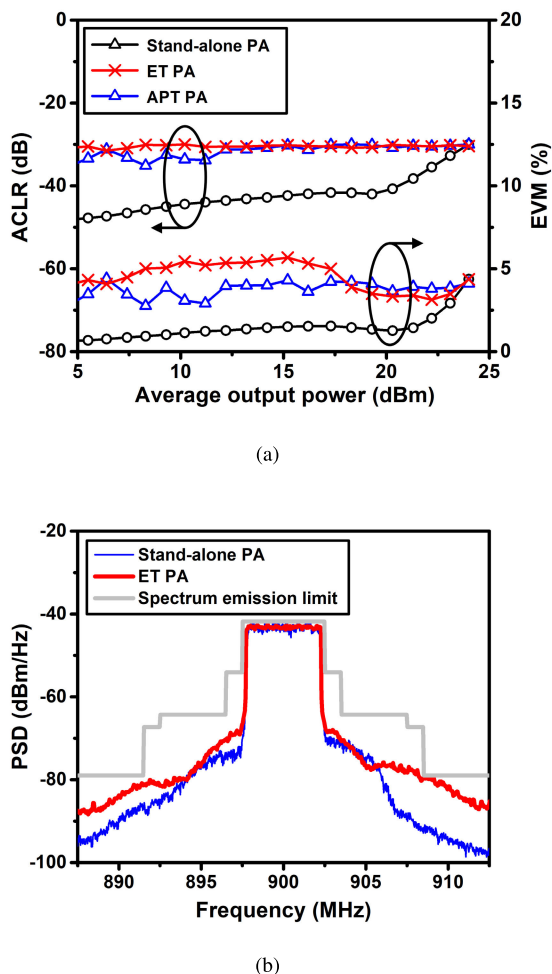 0
-20
-40
-60
-80
ACLR (dB)
20
15
10
5
0
EVM (%)
Stand-alone PA
ET PA
APT PA
5
10
15
20
25
Average output power (dBm)
(a)
-20
-40
-60
-80
-100
PSD (dBm/Hz)
Stand-alone PA
ET PA
Spectrum emission limit
890
895
900
905
910
Frequency (MHz)
(b)